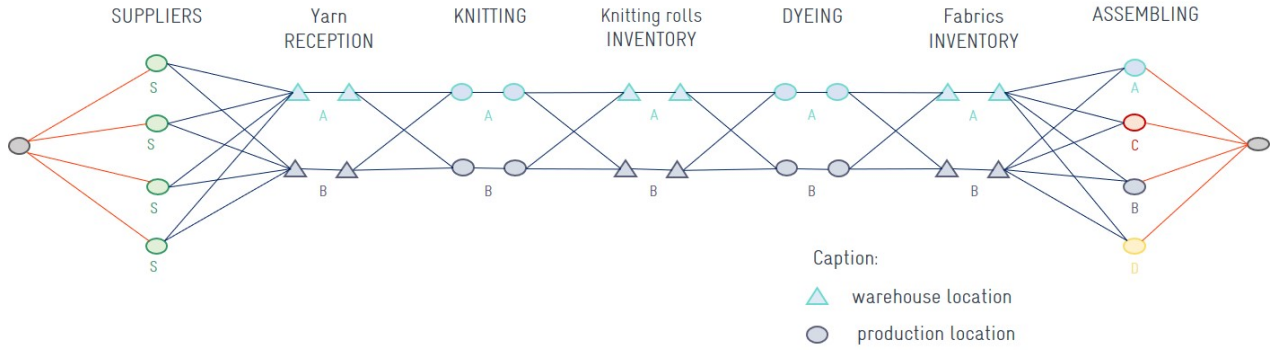 SUPPLIERS
Yarn
RECEPTION
KNITTING
Knitting rolls
INVENTORY
DYEING
Fabrics
INVENTORY
ASSEMBLING
S
S
S
S
A
B
A
B
A
B
A
B
A
B
A
C
B
D
Caption:
warehouse location
production location